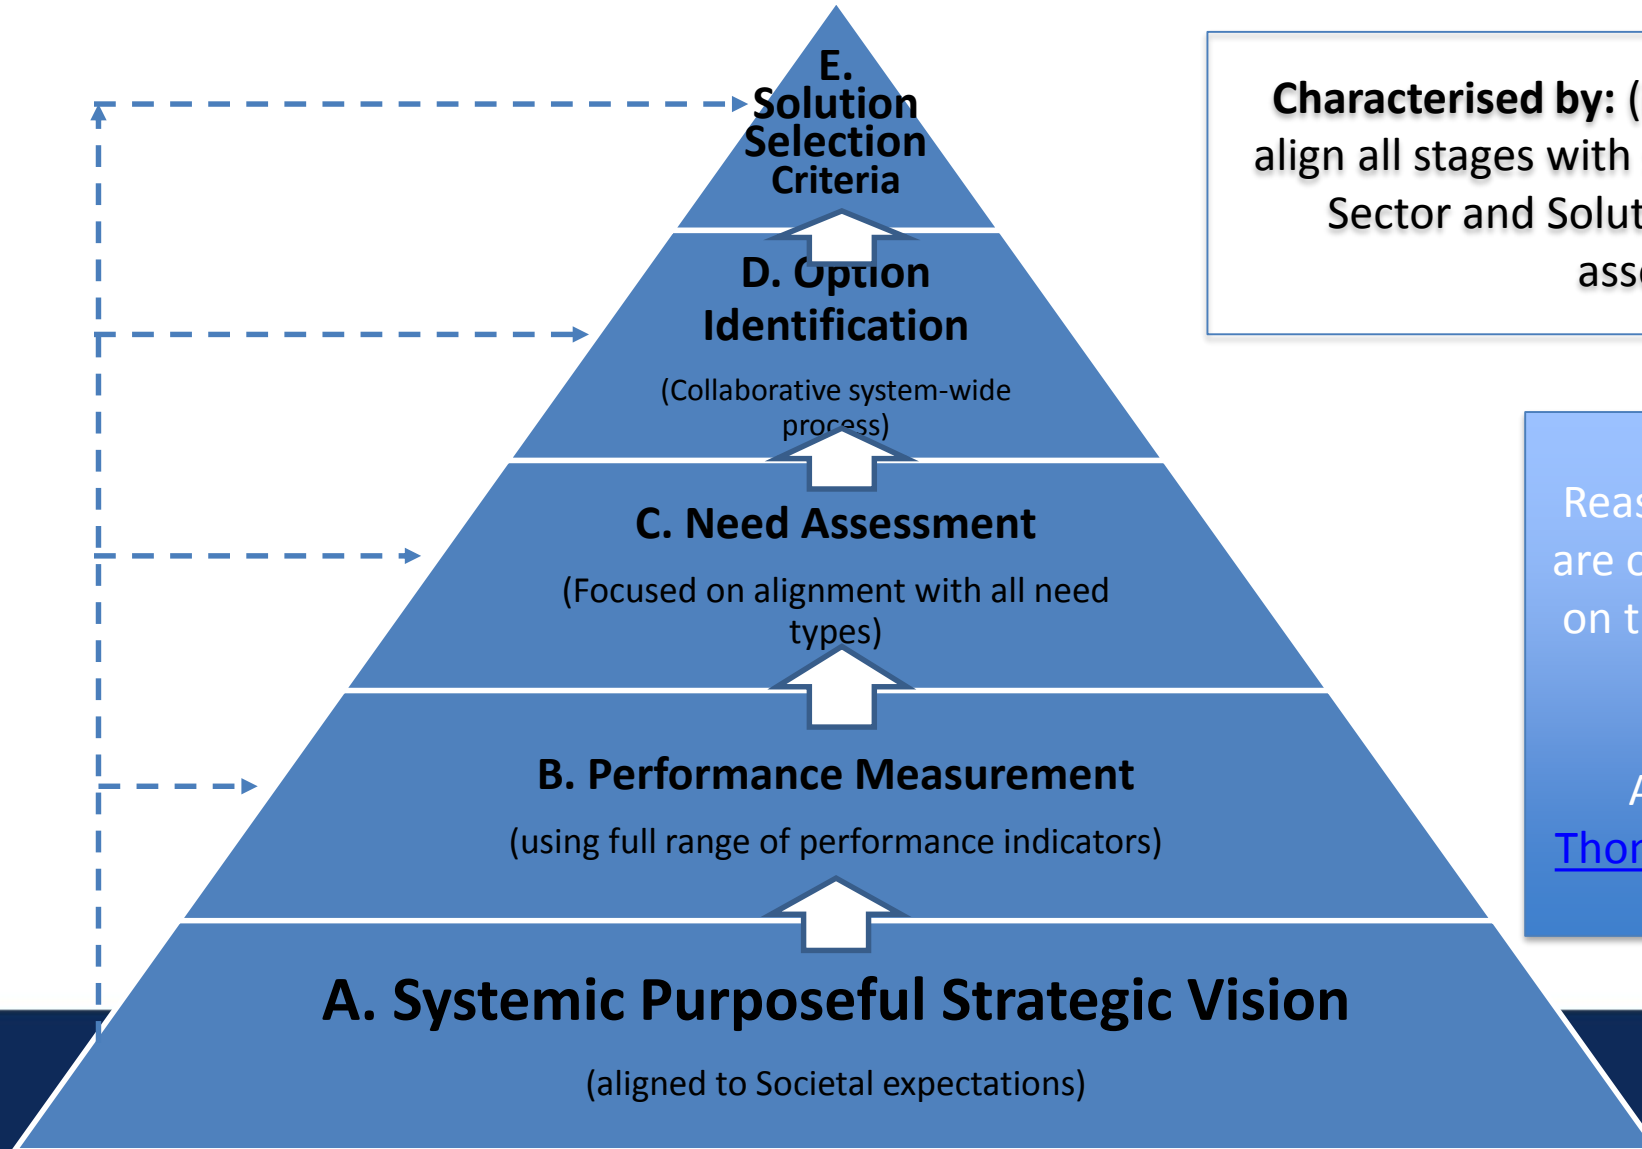 E.
Solution
Selection
Criteria
D. Option
Identification
(Collaborative system-wide
process)
C. Need Assessment
(Focused on alignment with all need
types)
B. Performance Measurement
(using full range of performance indicators)
A. Systemic Purposeful Strategic Vision
(aligned to Societal expectations)
Characterised by: (
align all stages with
Sector and
are
on